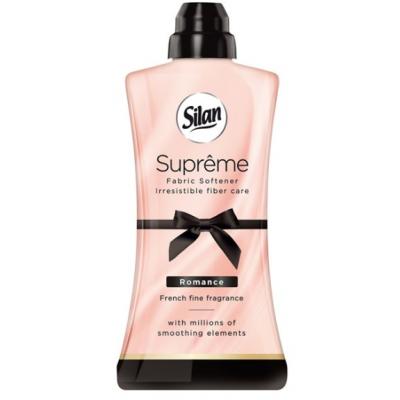 Silan
Suprême
Fabric Softener
Irresistible fiber care
Romance
French fine fragrance
with millions of
smoothing elements